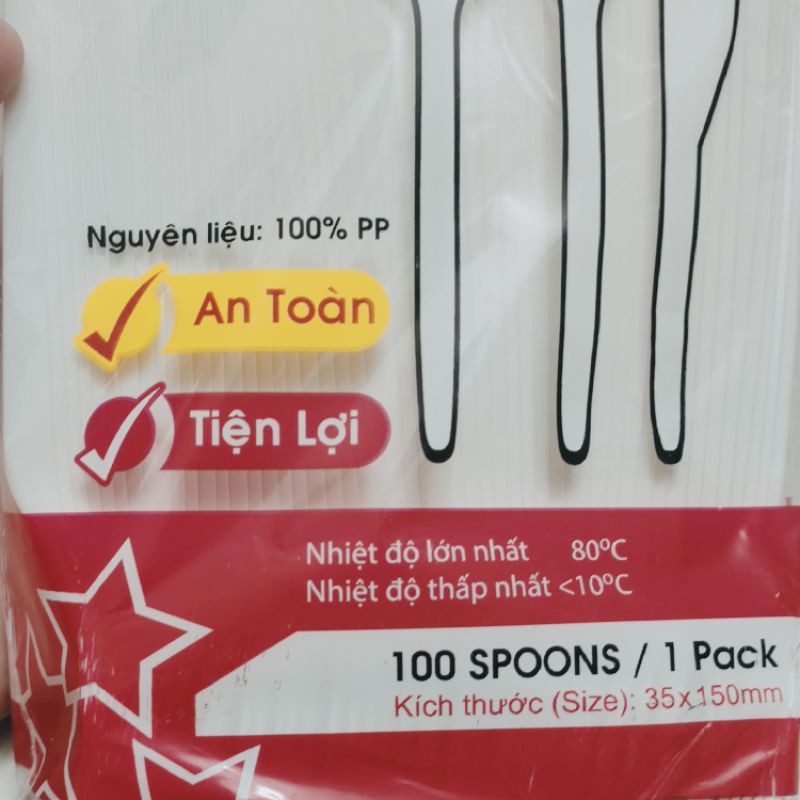 Nguyên liệu: 100% PP
An Toàn
Tiện Lợi
Nhiệt độ lớn nhất 80ºC
Nhiệt độ thấp nhất <10ºC
100 SPOONS / 1 Pack
Kích thước (Size): 35x150mm